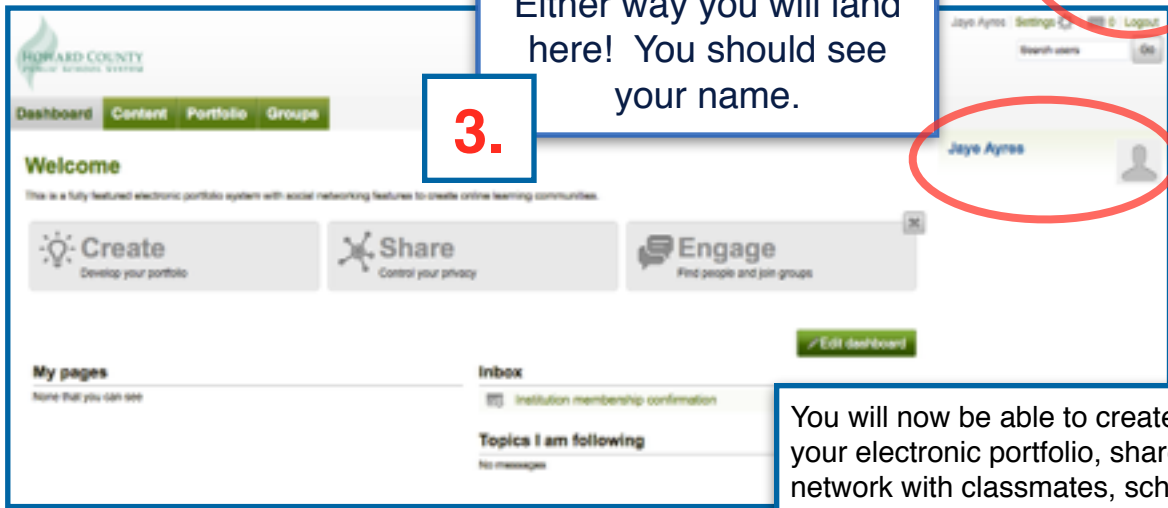 Either way you will land
here! You should see
your name.
3.
HOWARD COUNTY
PUBLIC SCHOOL SYSTEM
Jaye Ayres Settings 0 Logout
Search users Go
Dashboard Content Portfolio Groups
Jaye Ayres
Welcome
This is a fully featured electronic portfolio system with social networking features to create online learning communities.
Create
Develop your portfolio
Share
Control your privacy
Engage
Find people and join groups
Edit dashboard
My pages
None that you can see
Inbox
Institution membership confirmation
Topics I am following
No messages
You will now be able to create
your electronic portfolio, share
network with classmates, sch